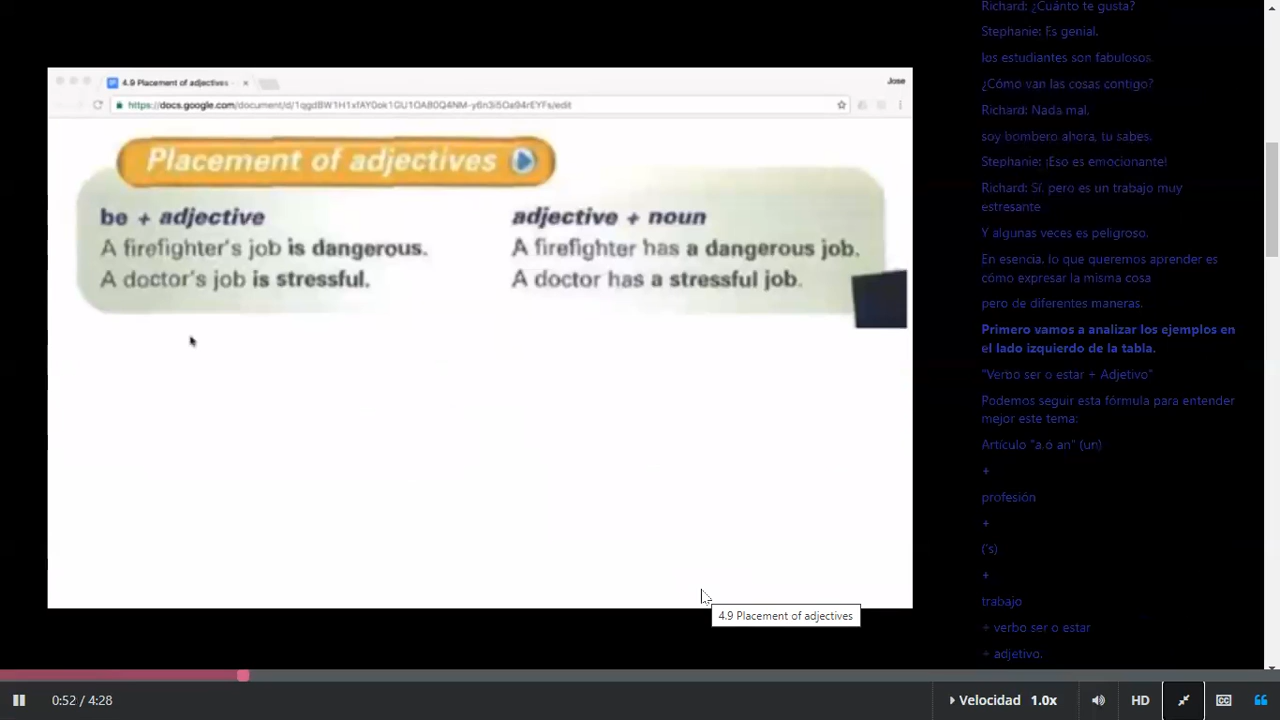 Richard: ¿Cuánto te gusta?
Stephanie: Es genial,
los estudiantes son fabulosos.
¿Cómo van las cosas contigo?
Richard: Nada mal,
soy bombero ahora, tu sabes.
Stephanie: ¡Eso es emocionante!
Richard: Sí, pero es un trabajo muy
estresante
Y algunas veces es peligroso.
En esencia, lo que queremos aprender es
cómo expresar la misma cosa
pero de diferentes maneras.
Primero vamos a analizar los ejemplos en
el lado izquierdo de la tabla.
"Verbo ser o estar + Adjetivo"
Podemos seguir esta fórmula para entender
mejor este tema:
Artículo "a o an" (un)
+
profesión
+
('s)
+
trabajo
+ verbo ser o estar
+ adjetivo.
4.9 Placement of adjectives
Jose
Placement of adjectives
be + adjective
A firefighter's job is dangerous.
A doctor's job is stressful.
adjective + noun
A firefighter has a dangerous job.
A doctor has a stressful job.
4.9 Placement of adjectives
0:52 / 4:28
Velocidad 1.0x
HD
CC